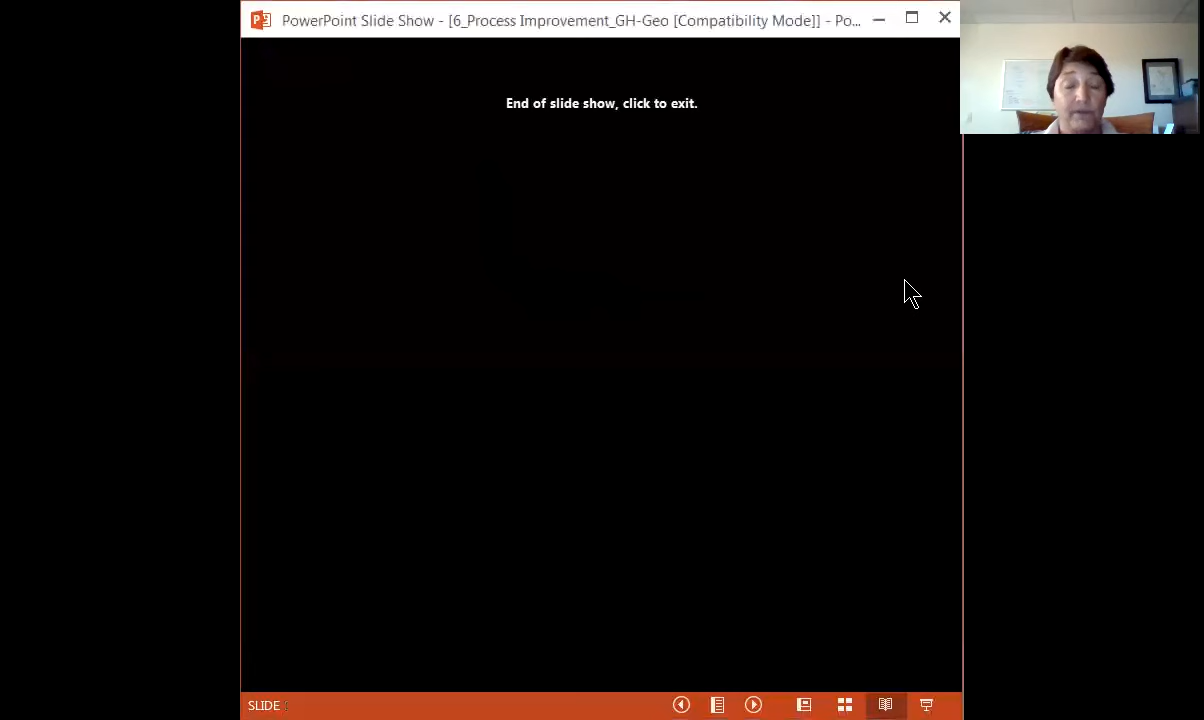 PowerPoint Slide Show - [6_Process Improvement_GH-Geo [Compatibility Mode]] - Po...
End of slide show, click to exit.
SLIDE